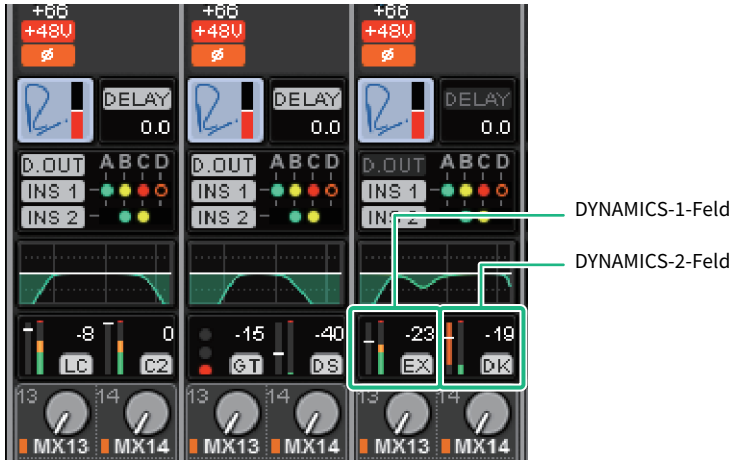 +66 +66 +66
+48V +48V +48V
ø ø ø
DELAY DELAY DELAY
0.0 0.0 0.0
D.OUT A B C D D.OUT A B C D D.OUT A B C D
INS 1 INS 1 INS 1
INS 2 INS 2 INS 2
DYNAMICS-1-Feld
DYNAMICS-2-Feld
-8 0 -15 -40 -23 -19
LC C2 GT DS EX DK
13 14 13 14 13 14
MX13 MX14 MX13 MX14 MX13 MX14